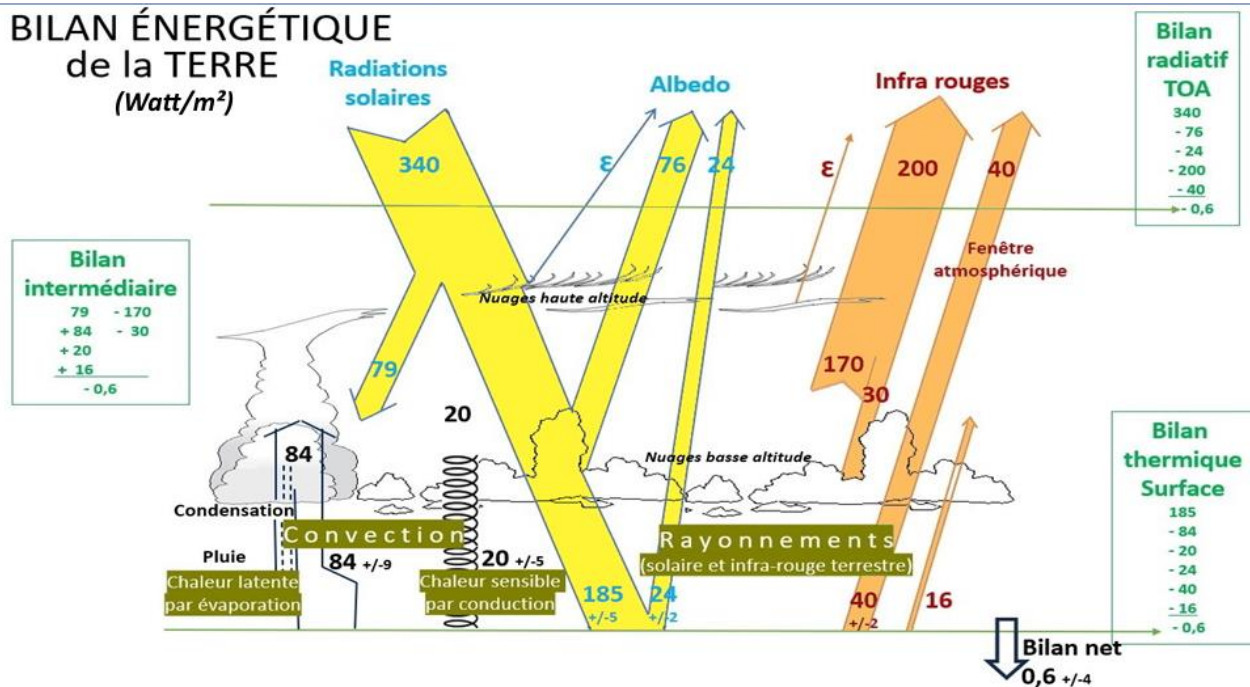 BILAN ÉNERGÉTIQUE
de la TERRE
(Watt/m²)
Radiations
solaires
Albedo
Infra rouges
340
ε
76
24
ε
200
40
Bilan
radiatif
TOA
340
- 76
- 24
- 200
- 40
- 0,6
Fenêtre
atmosphérique
Nuages haute altitude
Bilan
intermédiaire
79 - 170
+ 84 - 30
+ 20
+ 16
- 0,6
79
170
30
20
84
Nuages basse altitude
Condensation
Convection
Pluie
84 +/-9
Chaleur latente
par évaporation
20 +/-5
Chaleur sensible
par conduction
Rayonnements
(solaire et infra-rouge terrestre)
185
+/-5
24
+/-2
40
+/-2
16
Bilan
thermique
Surface
185
- 84
- 20
- 24
- 40
- 16
- 0,6
Bilan net
0,6 +/-4